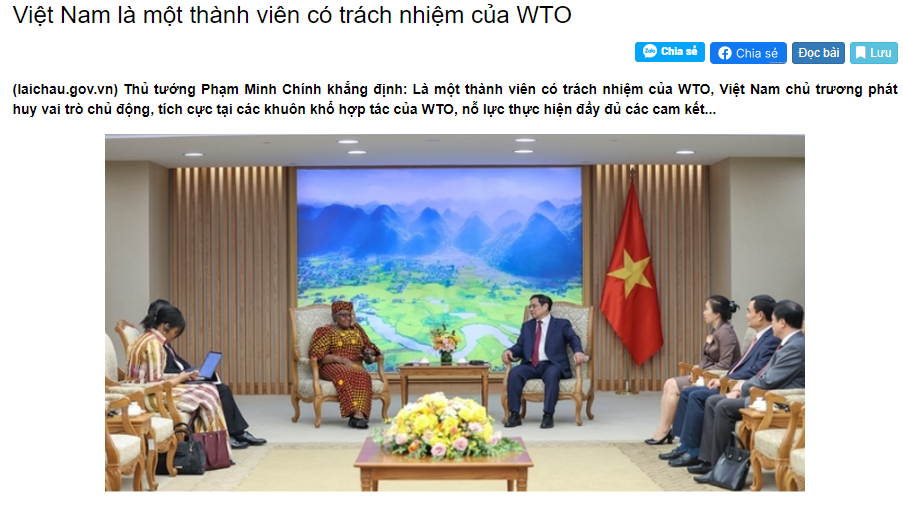 Việt Nam là một thành viên có trách nhiệm của WTO
Chia sẻ Chia sẻ Đọc bài Lưu
(laichau.gov.vn) Thủ tướng Phạm Minh Chính khẳng định: Là một thành viên có trách nhiệm của WTO, Việt Nam chủ trương phát
huy vai trò chủ động, tích cực tại các khuôn khổ hợp tác của WTO, nỗ lực thực hiện đầy đủ các cam kết...